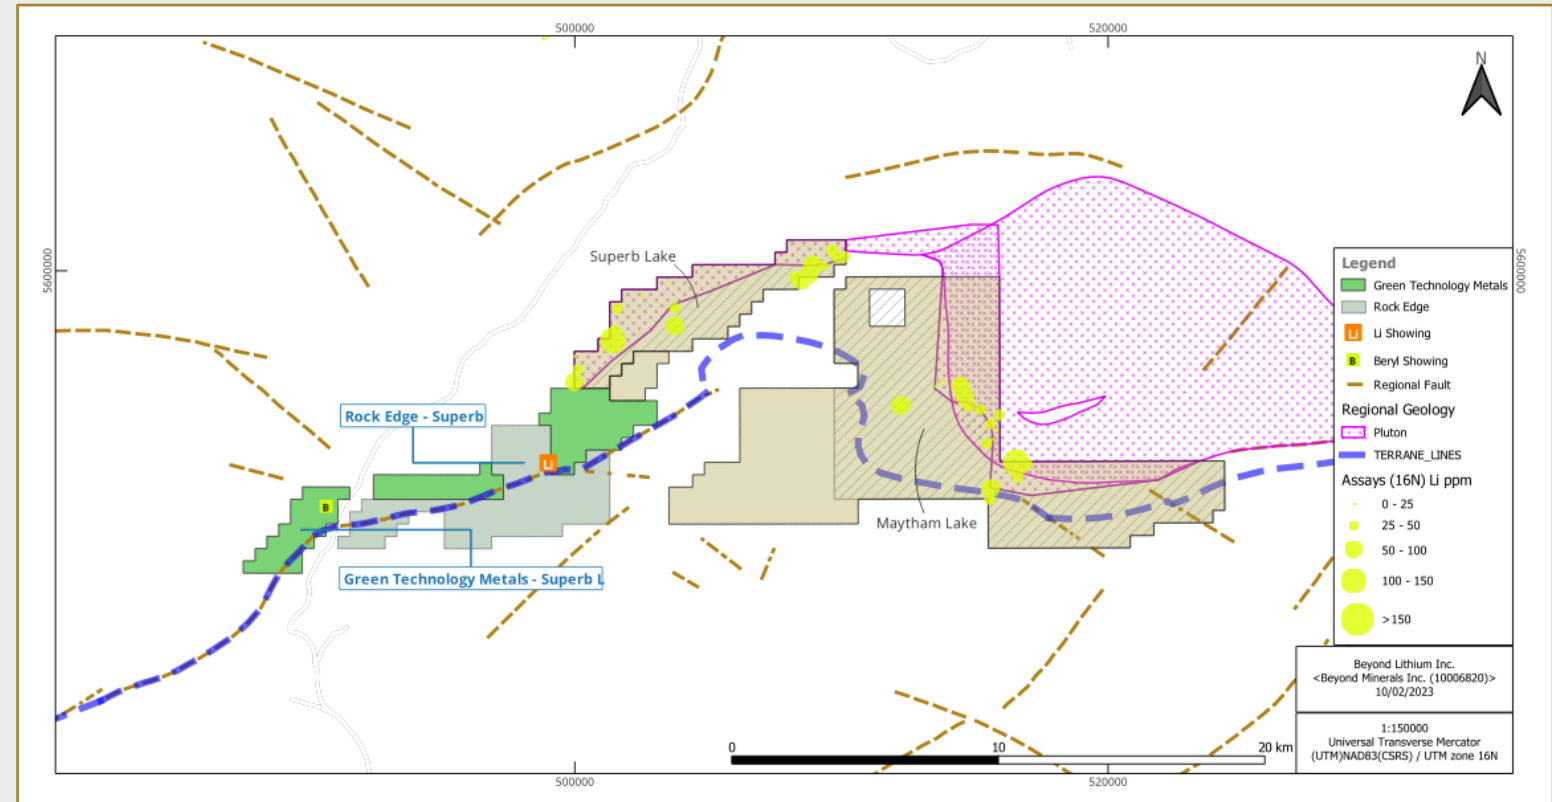 500000
520000
N
5600000
5600000
Superb Lake
Rock Edge - Superb
Li
B
Green Technology Metals - Superb L
Maytham Lake
Legend
Green Technology Metals
Rock Edge
Li
Li Showing
B
Beryl Showing
Regional Fault
Regional Geology
Pluton
TERRANE_LINES
Assays (16N) Li ppm
0 - 25
25 - 50
50 - 100
100 - 150
>150
Beyond Lithium Inc.
<Beyond Minerals Inc. (10006820)>
10/02/2023
1:150000
Universal Transverse Mercator
(UTM)NAD83(CSRS) / UTM zone 16N
0
10
20 km
500000
520000